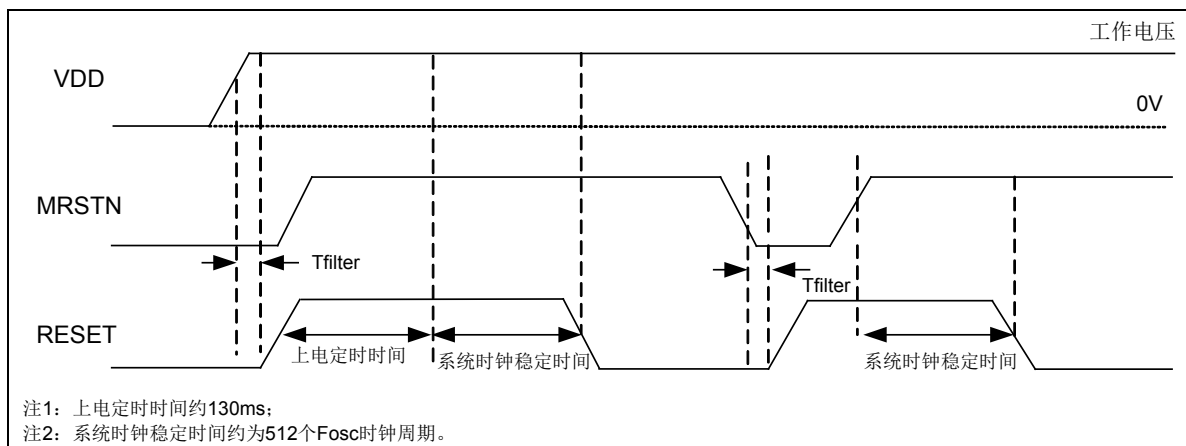 工作电压
VDD
0V
MRSTN
Tfilter
Tfilter
RESET
上电定时时间
系统时钟稳定时间
系统时钟稳定时间
注1：上电定时时间约130ms；
注2：系统时钟稳定时间约为512个Fosc时钟周期。